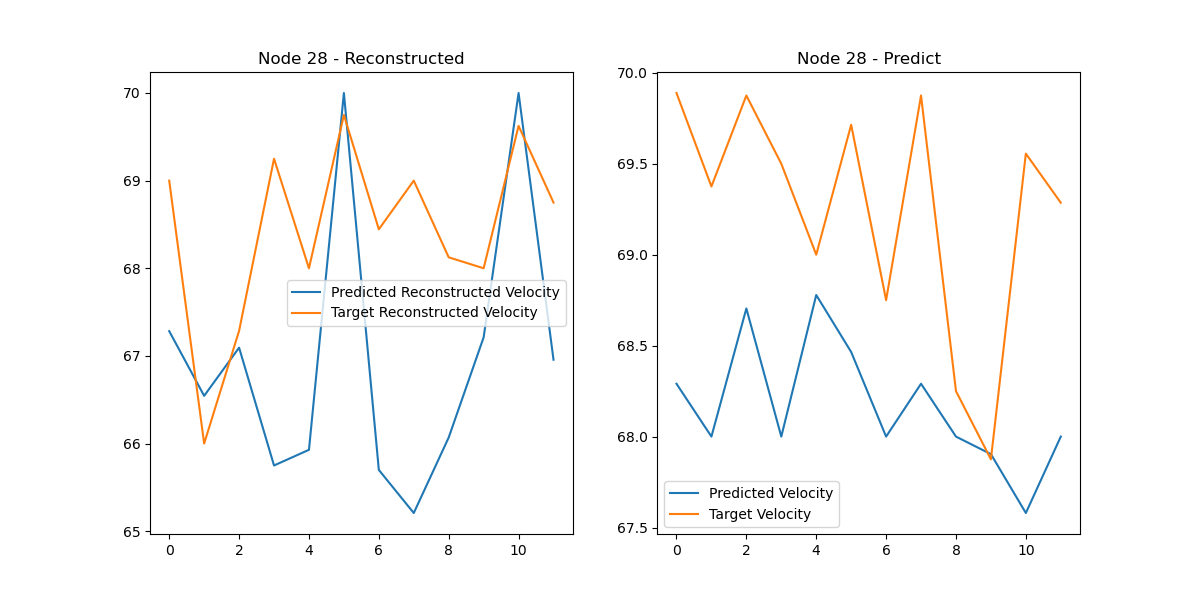 Node 28 - Reconstructed
70
69
68
67
66
65
0 2 4 6 8 10
Predicted Reconstructed Velocity
Target Reconstructed Velocity
Node 28 - Predict
70.0
69.5
69.0
68.5
68.0
67.5
0 2 4 6 8 10
Predicted Velocity
Target Velocity